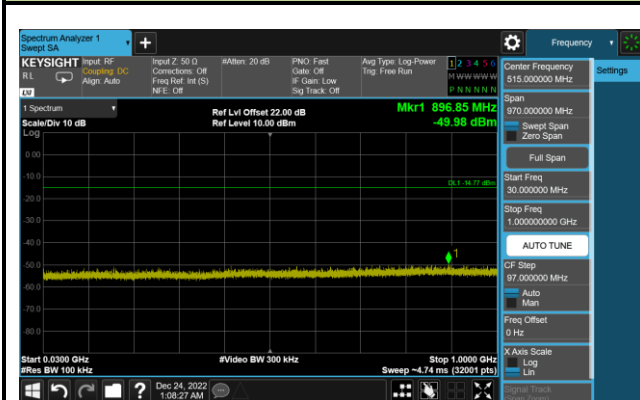 Spectrum Analyzer 1
Swept SA
Frequency
KEYSIGHT
Input: RF
Coupling: DC
Align: Auto
RL
Input Z: 50 Ω
Corrections: Off
Freq Ref: Int (S)
NFE: Off
#Atten: 20 dB
PNO: Fast
Gate: Off
IF Gain: Low
Sig Track: Off
Avg Type: Log-Power
Trig: Free Run
1 2 3 4 5 6
M W W W W W
P N N N N N
1 Spectrum
Scale/Div 10 dB
Log
Ref Lvl Offset 22.00 dB
Ref Level 10.00 dBm
Mkr1 896.85 MHz
-49.98 dBm
0.00
-10.0
-20.0
-30.0
-40.0
-50.0
-60.0
-70.0
-80.0
DL1 -14.77 dBm
1
Start 0.0300 GHz
#Res BW 100 kHz
#Video BW 300 kHz
Stop 1.0000 GHz
Sweep ~4.74 ms (32001 pts)
Dec 24, 2022
1:08:27 AM
Center Frequency
515.000000 MHz
Settings
Span
970.000000 MHz
Swept Span
Zero Span
Full Span
Start Freq
30.000000 MHz
Stop Freq
1.000000000 GHz
AUTO TUNE
CF Step
97.000000 MHz
Auto
Man
Freq Offset
0 Hz
X Axis Scale
Log
Lin
Signal Track
(Span Zoom)